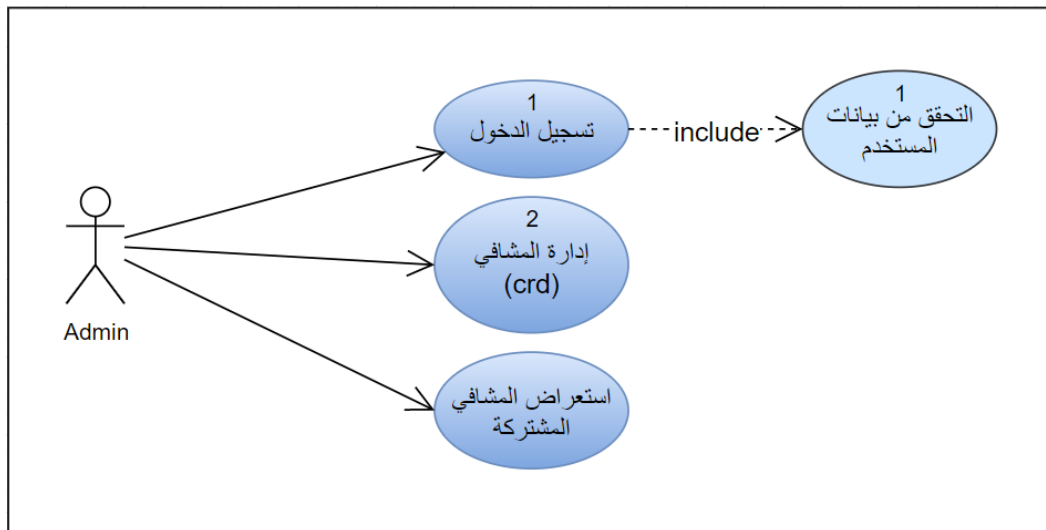 1
تسجيل الدخول
include
1
التحقق من بيانات
المستخدم
2
إدارة المشافي
(crd)
Admin
استعراض المشافي
المشتركة